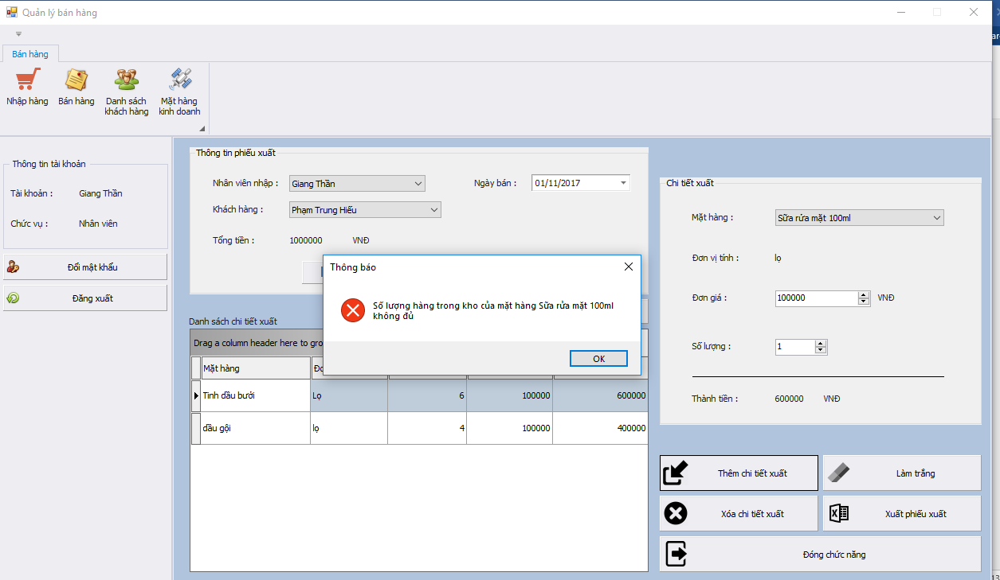 Quản lý bán hàng
Bán hàng
Nhập hàng
Bán hàng
Danh sách
khách hàng
Mặt hàng
kinh doanh
Thông tin tài khoản
Tài khoản :
Giang Thần
Chức vụ :
Nhân viên
Đổi mật khẩu
Đăng xuất
Thông tin phiếu xuất
Nhân viên nhập :
Giang Thần
Ngày bán :
01/11/2017
Khách hàng :
Phạm Trung Hiếu
Tổng tiền :
1000000
VNĐ
Thông báo
Số lượng hàng trong kho của mặt hàng Sữa rửa mặt 100ml
không đủ
OK
Danh sách chi tiết xuất
Drag a column header here to gro
Mặt hàng
Tinh dầu bưởi
Lọ
6
100000
600000
dầu gội
lọ
4
100000
400000
Chi tiết xuất
Mặt hàng :
Sữa rửa mặt 100ml
Đơn vị tính :
lọ
Đơn giá :
100000
VNĐ
Số lượng :
1
Thành tiền :
600000
VNĐ
Thêm chi tiết xuất
Làm trắng
Xóa chi tiết xuất
Xuất phiếu xuất
Đóng chức năng